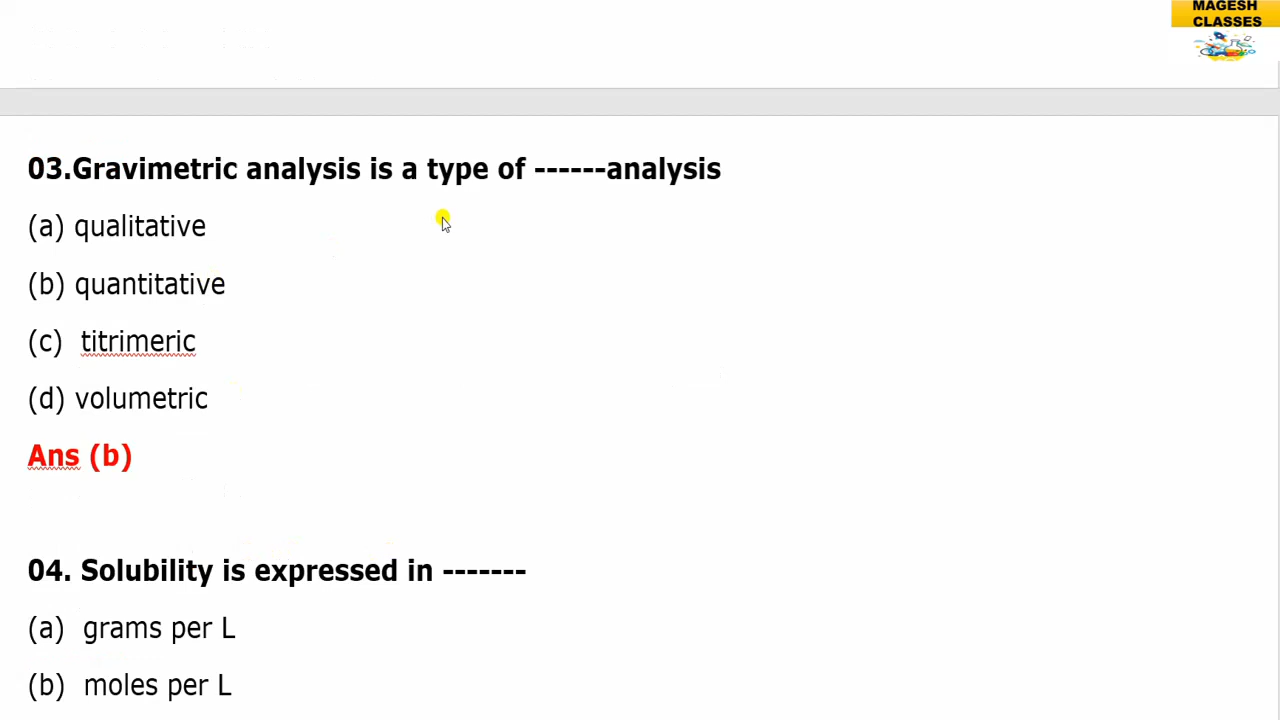 MAGESH
CLASSES
03.Gravimetric analysis is a type of ------analysis
(a) qualitative
(b) quantitative
(c) titrimeric
(d) volumetric
Ans (b)
04. Solubility is expressed in -------
(a) grams per L
(b) moles per L